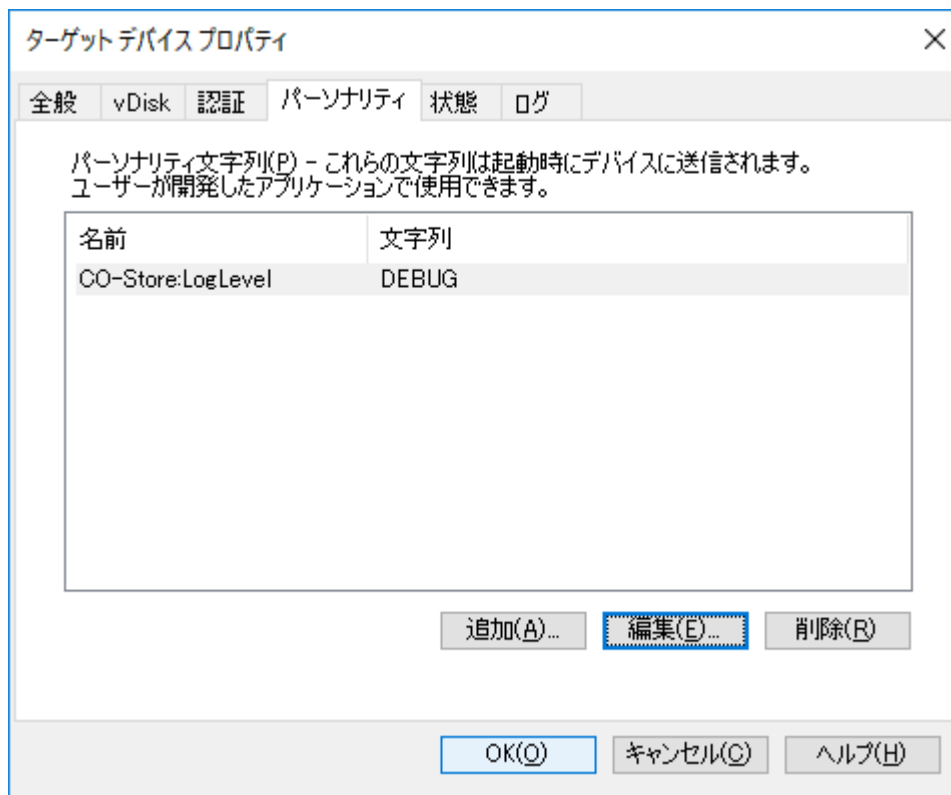 ターゲット デバイス プロパティ
全般 vDisk 認証 パーソナリティ 状態 ログ
パーソナリティ文字列(P) - これらの文字列は起動時にデバイスに送信されます。
ユーザーが開発したアプリケーションで使用できます。
名前 文字列
CO-Store:LogLevel DEBUG
追加(A)... 編集(E)... 削除(R)
OK(O) キャンセル(C) ヘルプ(H)